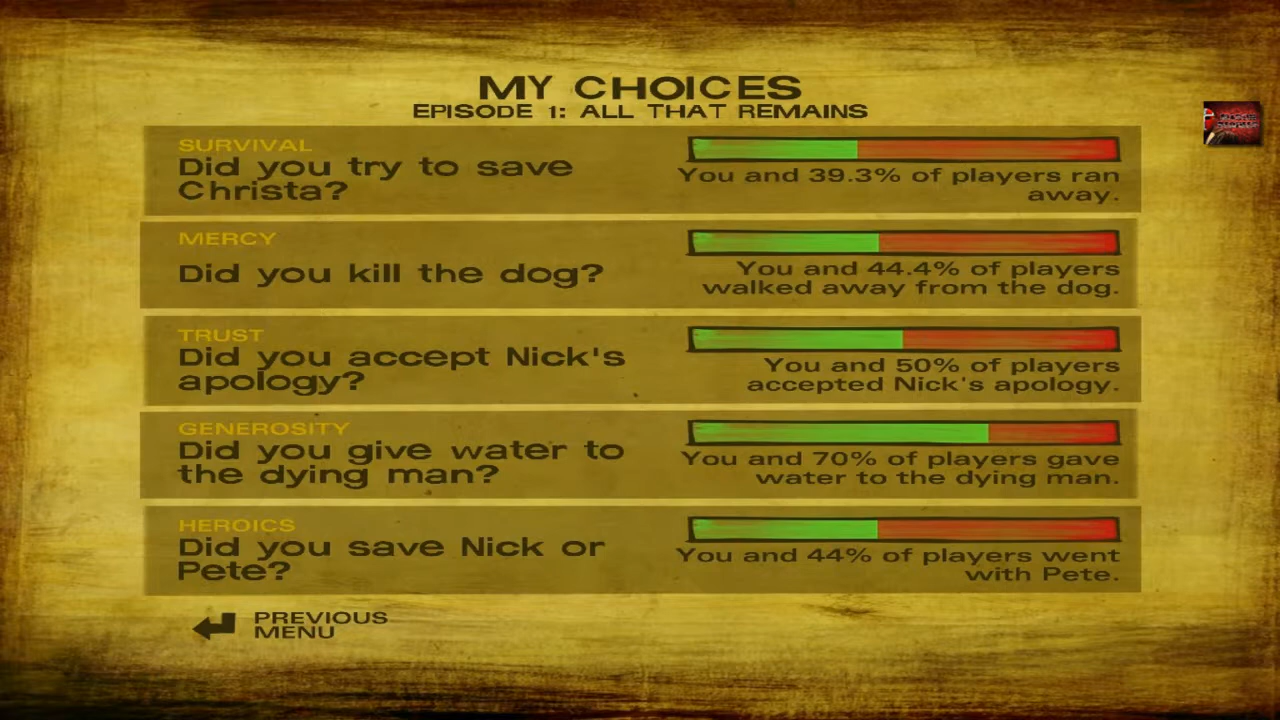 MY CHOICES
EPISODE 1: ALL THAT REMAINS
SURVIVAL
Did you try to save
Christa?
You and 39.3% of players ran
away.
MERCY
Did you kill the dog?
You and 44.4% of players
walked away from the dog.
TRUST
Did you accept Nick's
apology?
You and 50% of players
accepted Nick's apology.
GENEROSITY
Did you give water to
the dying man?
You and 70% of players gave
water to the dying man.
HEROICS
Did you save Nick or
Pete?
You and 44% of players went
with Pete.
PREVIOUS
MENU